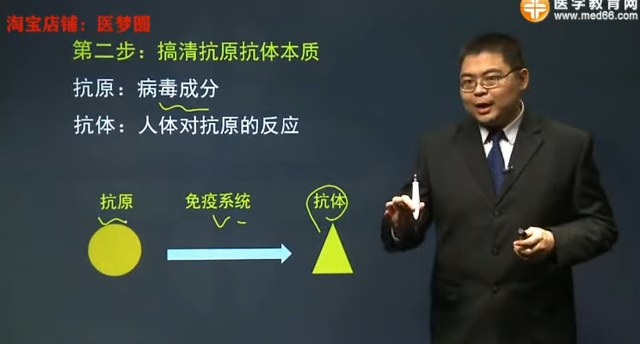 淘宝店铺：医梦圆
医学教育网
www.med66.com
第二步：搞清抗原抗体本质
抗原：病毒成分
抗体：人体对抗原的反应
抗原 免疫系统 抗体